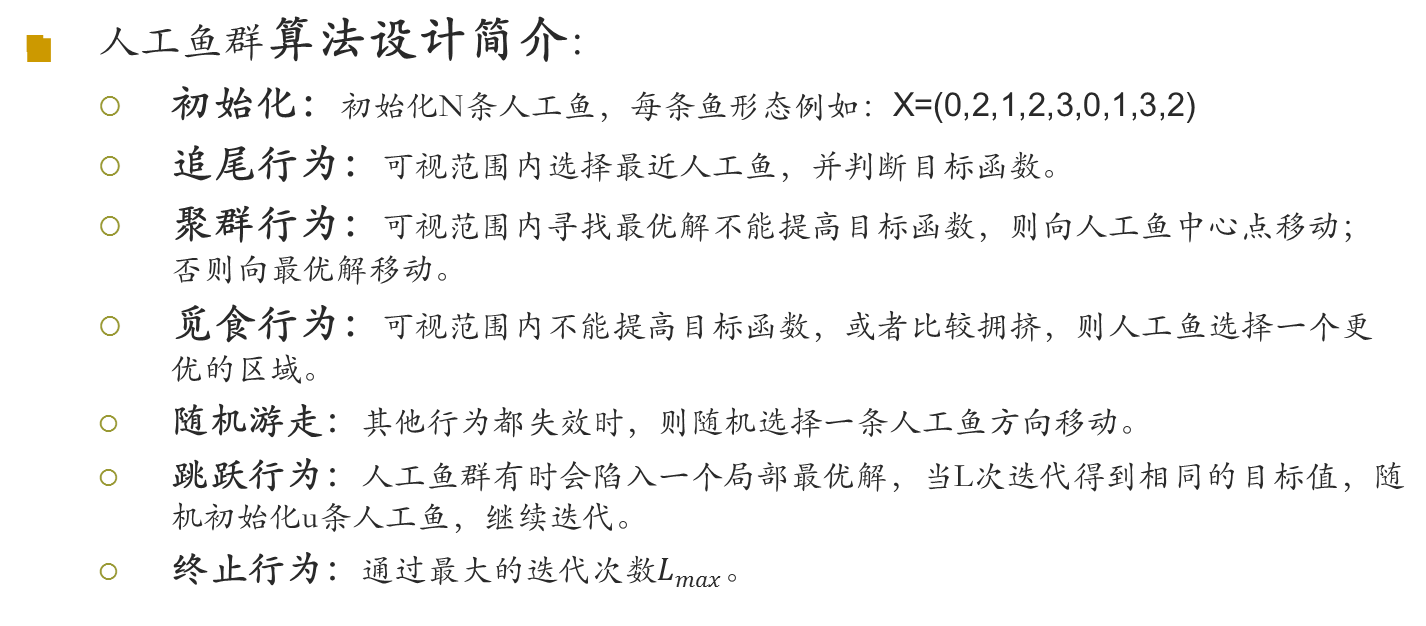 人工鱼群算法设计简介：
初始化：初始化N条人工鱼，每条鱼形态例如：X=(0,2,1,2,3,0,1,3,2)
追尾行为：可视范围内选择最近人工鱼，并判断目标函数。
聚群行为：可视范围内寻找最优解不能提高目标函数，则向人工鱼中心点移动；
否则向最优解移动。
觅食行为：可视范围内不能提高目标函数，或者比较拥挤，则人工鱼选择一个更
优的区域。
随机游走：其他行为都失效时，则随机选择一条人工鱼方向移动。
跳跃行为：人工鱼群有时会陷入一个局部最优解，当L次迭代得到相同的目标值，随
机初始化u条人工鱼，继续迭代。
终止行为：通过最大的迭代次数L_max。